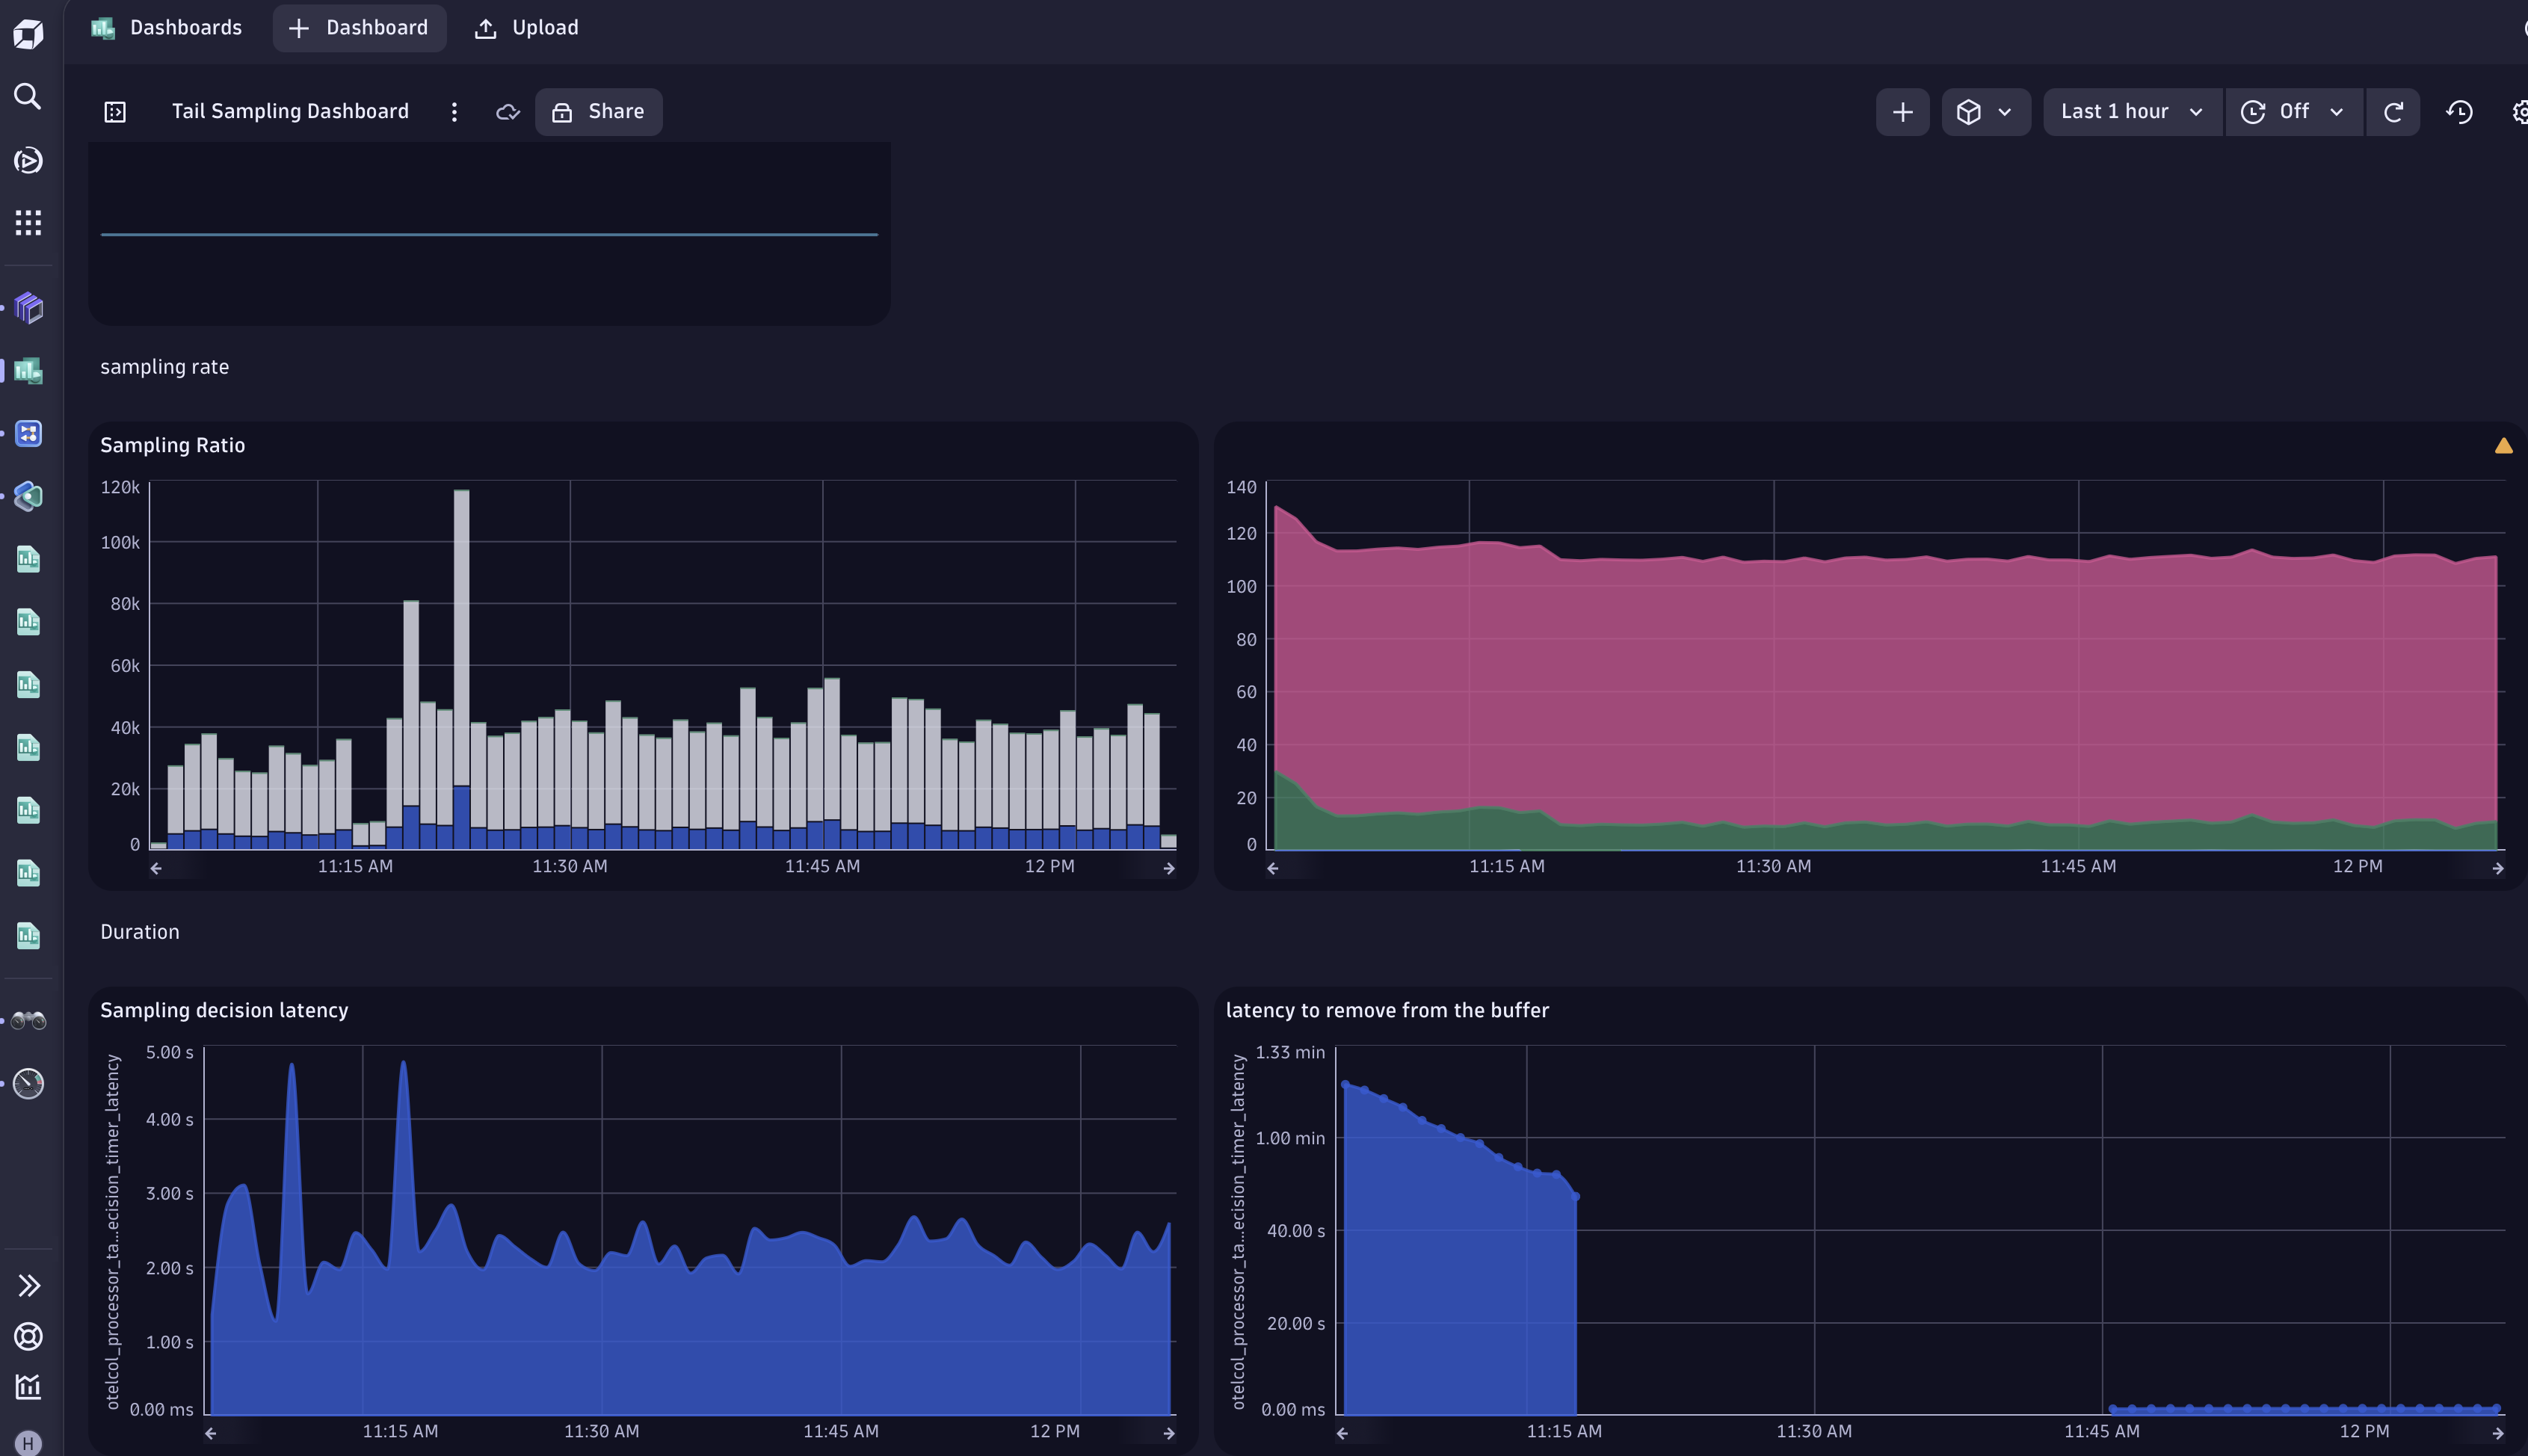 Dashboards
Dashboard
Upload
Tail Sampling Dashboard
Share
Last 1 hour
Off
sampling rate
Sampling Ratio
120k
100k
80k
60k
40k
20k
0
11:15 AM
11:30 AM
11:45 AM
12 PM
140
120
100
80
60
40
20
0
11:15 AM
11:30 AM
11:45 AM
12 PM
Duration
Sampling decision latency
otelcol_processor_ta...ecision_timer_latency
5.00 s
4.00 s
3.00 s
2.00 s
1.00 s
0.00 ms
11:15 AM
11:30 AM
11:45 AM
12 PM
latency to remove from the buffer
otelcol_processor_ta...ecision_timer_latency
1.33 min
1.00 min
40.00 s
20.00 s
0.00 ms
11:15 AM
11:30 AM
11:45 AM
12 PM
H